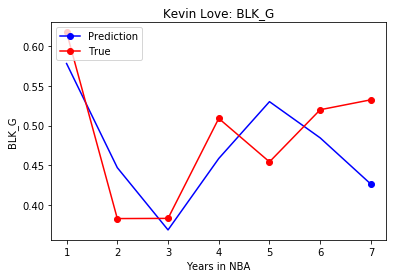 Kevin Love: BLK_G
Prediction
True
BLK_G
0.60
0.55
0.50
0.45
0.40
1 2 3 4 5 6 7
Years in NBA